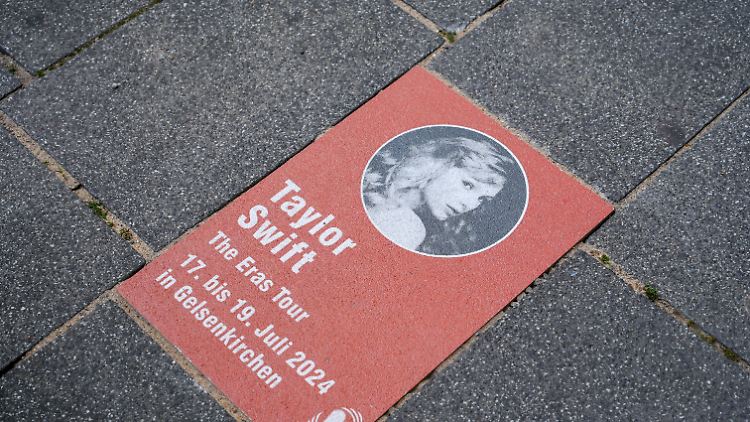 Taylor
Swift
The Eras Tour
17. bis 19. Juli 2024
in Gelsenkirchen